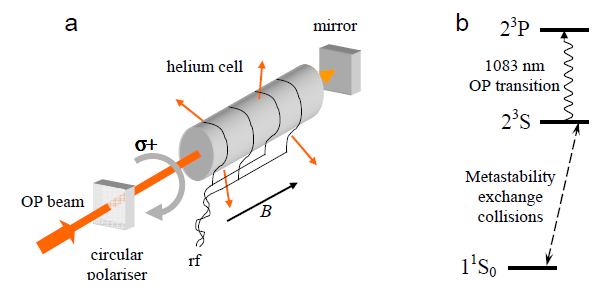 a
mirror
helium cell
σ+
OP beam
B
circular
polariser
rf
b
2³P
1083 nm
OP transition
2³S
Metastability
exchange
collisions
1¹S₀